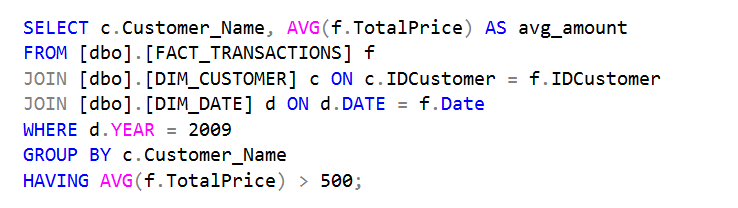 SELECT c.Customer_Name, AVG(f.TotalPrice) AS avg_amount
FROM [dbo].[FACT_TRANSACTIONS] f
JOIN [dbo].[DIM_CUSTOMER] c ON c.IDCustomer = f.IDCustomer
JOIN [dbo].[DIM_DATE] d ON d.DATE = f.Date
WHERE d.YEAR = 2009
GROUP BY c.Customer_Name
HAVING AVG(f.TotalPrice) > 500;